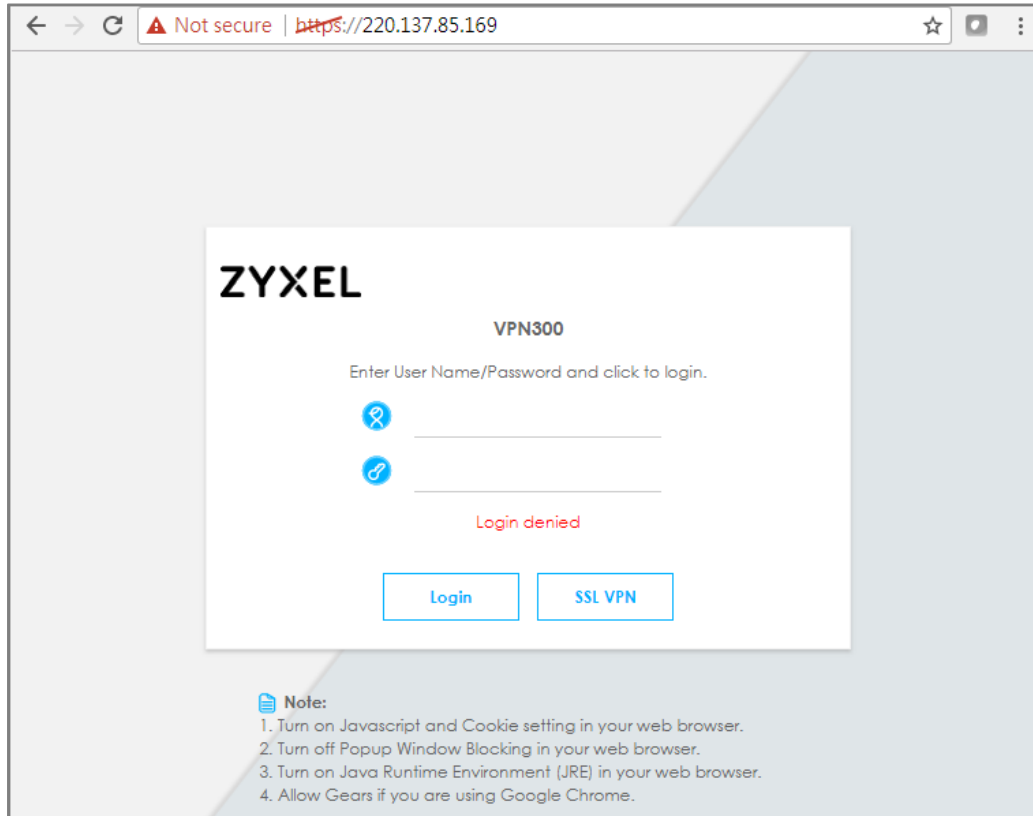 Not secure | https://220.137.85.169
ZYXEL
VPN300
Enter User Name/Password and click to login.
Login denied
Login
SSL VPN
Note:
1. Turn on Javascript and Cookie setting in your web browser.
2. Turn off Popup Window Blocking in your web browser.
3. Turn on Java Runtime Environment (JRE) in your web browser.
4. Allow Gears if you are using Google Chrome.